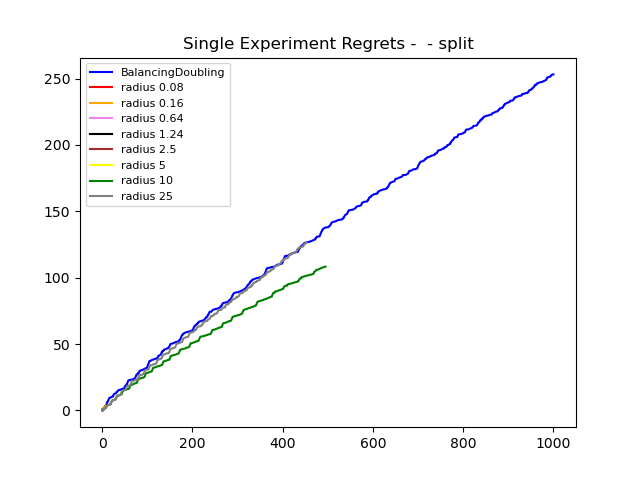 Single Experiment Regrets -  - split
BalancingDoubling
radius 0.08
radius 0.16
radius 0.64
radius 1.24
radius 2.5
radius 5
radius 10
radius 25
250
200
150
100
50
0
0 200 400 600 800 1000